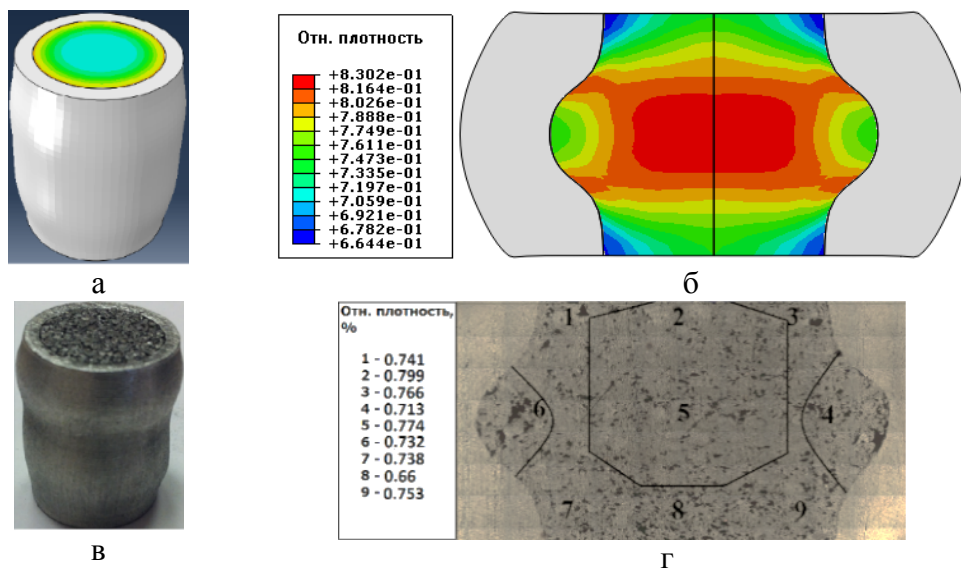 Отн. плотность
+8.302e-01
+8.164e-01
+8.026e-01
+7.888e-01
+7.749e-01
+7.611e-01
+7.473e-01
+7.335e-01
+7.197e-01
+7.059e-01
+6.921e-01
+6.782e-01
+6.644e-01
а
б
Отн. плотность,
%
1 - 0.741
2 - 0.799
3 - 0.766
4 - 0.713
5 - 0.774
6 - 0.732
7 - 0.738
8 - 0.66
9 - 0.753
1 2 3
6 5 4
7 8 9
в
г